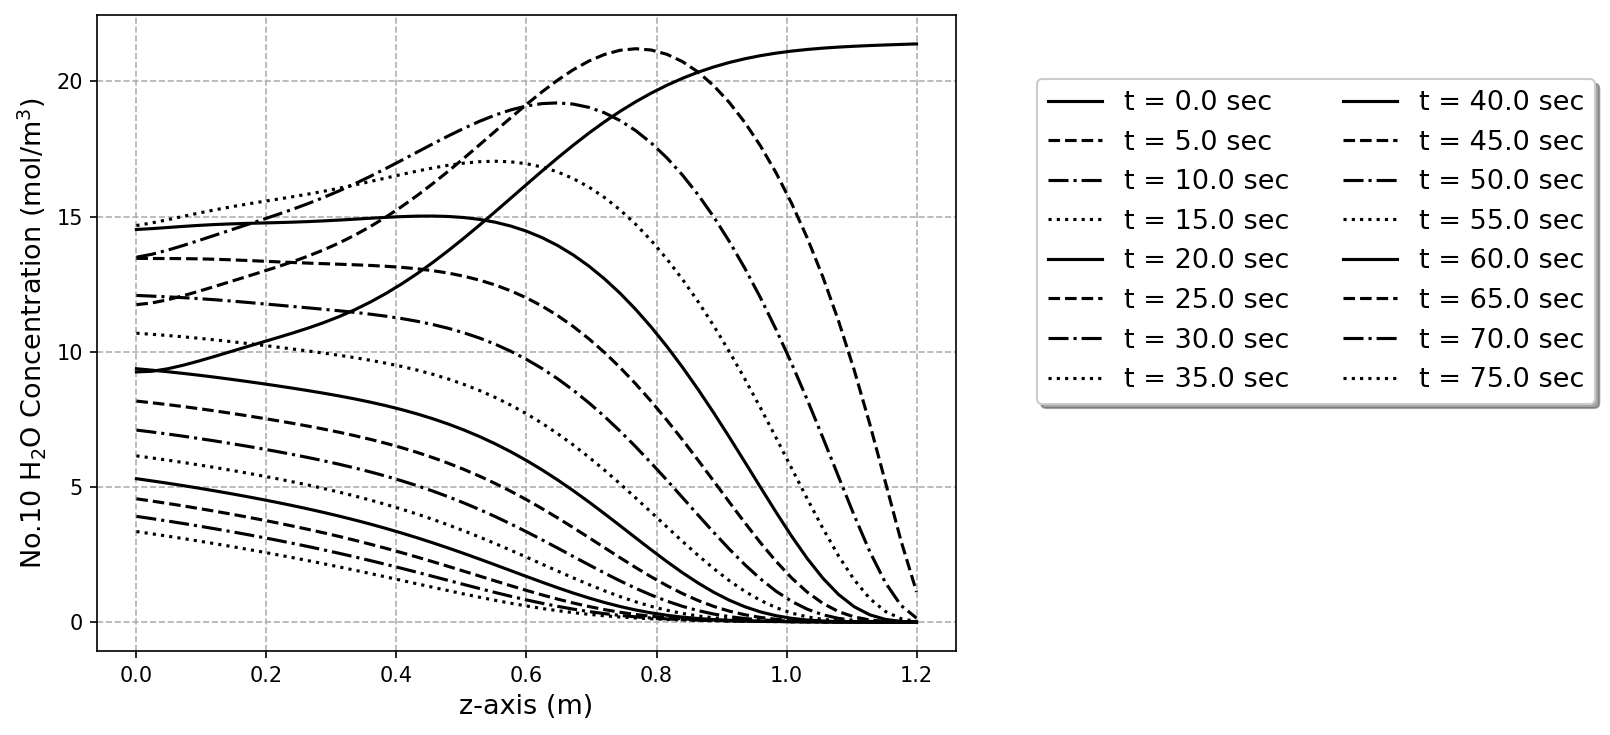 No.10 H₂O Concentration (mol/m³)
20
15
10
5
0
0.0 0.2 0.4 0.6 0.8 1.0 1.2
z-axis (m)
t = 0.0 sec
t = 5.0 sec
t = 10.0 sec
t = 15.0 sec
t = 20.0 sec
t = 25.0 sec
t = 30.0 sec
t = 35.0 sec
t = 40.0 sec
t = 45.0 sec
t = 50.0 sec
t = 55.0 sec
t = 60.0 sec
t = 65.0 sec
t = 70.0 sec
t = 75.0 sec